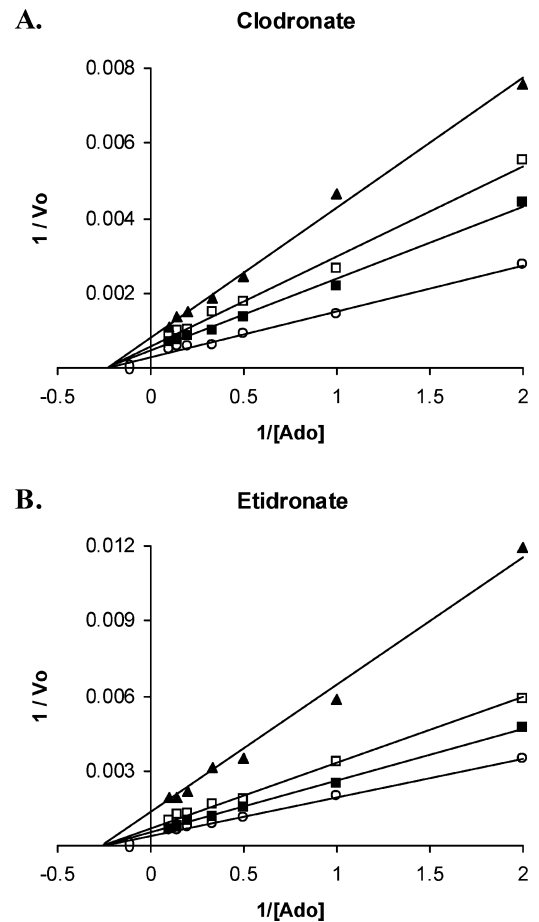 A.
Clodronate
0.008
0.006
0.004
0.002
0
-0.5 0 0.5 1 1.5 2
1 / Vo
1/[Ado]
B.
Etidronate
0.012
0.009
0.006
0.003
0
-0.5 0 0.5 1 1.5 2
1 / Vo
1/[Ado]